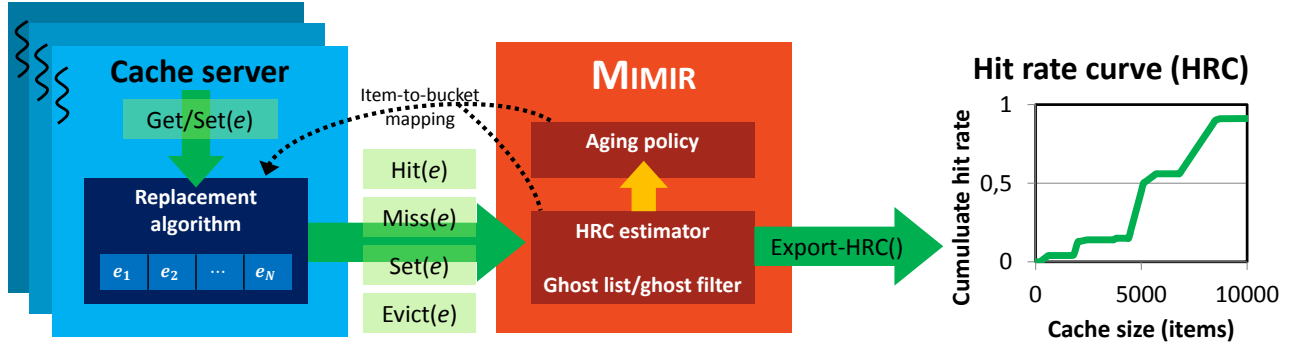 Cache server
Get/Set(e)
Replacement
algorithm
e₁ e₂ ... e_N
Item-to-bucket
mapping
Hit(e)
Miss(e)
Set(e)
Evict(e)
MIMIR
Aging policy
HRC estimator
Ghost list/ghost filter
Export-HRC()
Hit rate curve (HRC)
Cumuluate hit rate
1
0,5
0
0 5000 10000
Cache size (items)